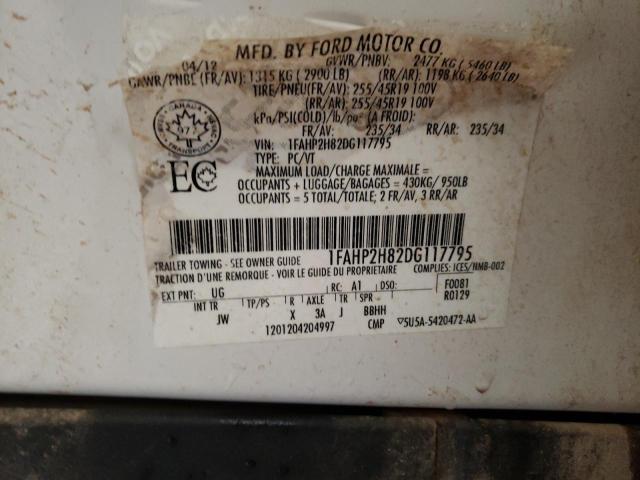 MFD. BY FORD MOTOR CO.
04/12 GVWR/PNBV: 2477 KG ( 5460 LB)
GAWR/PNBE (FR/AV): 1315 KG ( 2900 LB) (RR/AR): 1198 KG ( 2640 LB)
TIRE/PNEU(FR/AV): 255/45R19 100V
(RR/AR): 255/45R19 100V
kPa/PSI(COLD)/lb/po² (A FROID):
FR/AV: 235/34 RR/AR: 235/34
VIN: 1FAHP2H82DG117795
TYPE: PC/VT
MAXIMUM LOAD/CHARGE MAXIMALE =
OCCUPANTS + LUGGAGE/BAGAGES = 430KG/ 950LB
OCCUPANTS = 5 TOTAL/TOTALE; 2 FR/AV, 3 RR/AR
CANADA
TRANSPORT
EC
1FAHP2H82DG117795
TRAILER TOWING - SEE OWNER GUIDE
TRACTION D'UNE REMORQUE - VOIR LE GUIDE DU PROPRIETAIRE COMPLIES: ICES/NMB-002
EXT PNT: UG RC: A1 DSO: F0081
INT TR TP/PS R AXLE TR SPR R0129
JW X 3A J BBHH
1201204204997 CMP ▽5U5A-5420472-AA